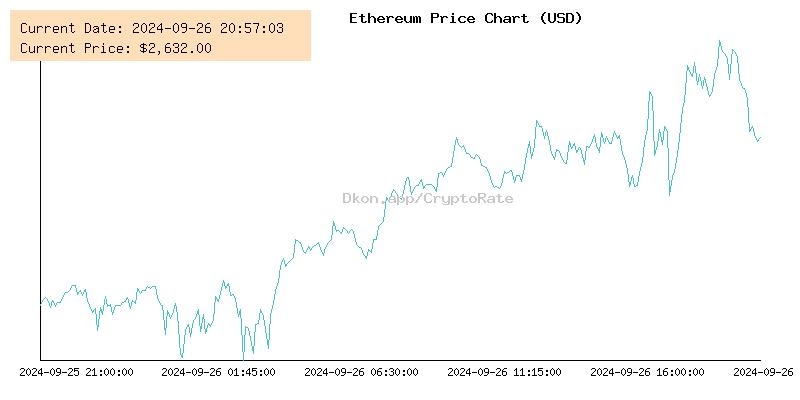 Ethereum Price Chart (USD)
Current Date: 2024-09-26 20:57:03
Current Price: $2,632.00
Dkon.app/CryptoRate
2024-09-25 21:00:00 2024-09-26 01:45:00 2024-09-26 06:30:00 2024-09-26 11:15:00 2024-09-26 16:00:00 2024-09-26